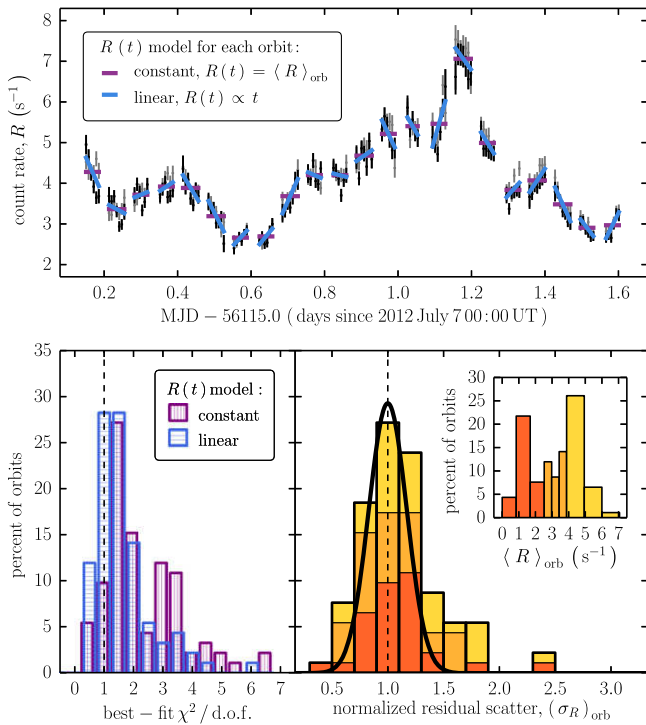 R (t) model for each orbit:
constant, R(t) = ⟨ R ⟩orb
linear, R(t) ∝ t
count rate, R (s⁻¹)
8
7
6
5
4
3
2
0.2 0.4 0.6 0.8 1.0 1.2 1.4 1.6
MJD − 56115.0 (days since 2012 July 7 00:00 UT)
percent of orbits
35
30
25
20
15
10
5
0
R(t) model:
constant
linear
0 1 2 3 4 5 6 7
best − fit χ² / d.o.f.
percent of orbits
30
25
20
15
10
5
0
0 1 2 3 4 5 6 7
⟨ R ⟩orb (s⁻¹)
0.5 1.0 1.5 2.0 2.5 3.0
normalized residual scatter, (σR)orb